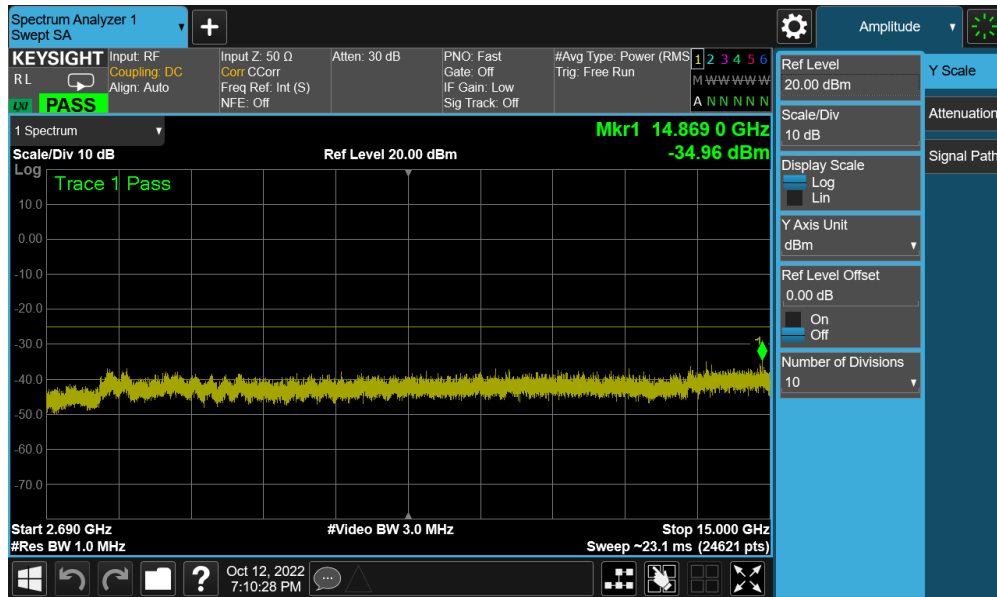 Spectrum Analyzer 1
Swept SA
+
Amplitude
KEYSIGHT
R L
LXI PASS
Input: RF
Coupling: DC
Align: Auto
Input Z: 50 Ω
Corr CCorr
Freq Ref: Int (S)
NFE: Off
Atten: 30 dB
PNO: Fast
Gate: Off
IF Gain: Low
Sig Track: Off
#Avg Type: Power (RMS
Trig: Free Run
1 2 3 4 5 6
M W W W W W
A N N N N N
1 Spectrum
Scale/Div 10 dB
Ref Level 20.00 dBm
Mkr1 14.869 0 GHz
-34.96 dBm
Log
Trace 1 Pass
10.0
0.00
-10.0
-20.0
-30.0
-40.0
-50.0
-60.0
-70.0
1
Start 2.690 GHz
#Video BW 3.0 MHz
Stop 15.000 GHz
#Res BW 1.0 MHz
Sweep ~23.1 ms (24621 pts)
Ref Level
20.00 dBm
Scale/Div
10 dB
Display Scale
Log
Lin
Y Axis Unit
dBm
Ref Level Offset
0.00 dB
On
Off
Number of Divisions
10
Y Scale
Attenuation
Signal Path
?
Oct 12, 2022
7:10:28 PM